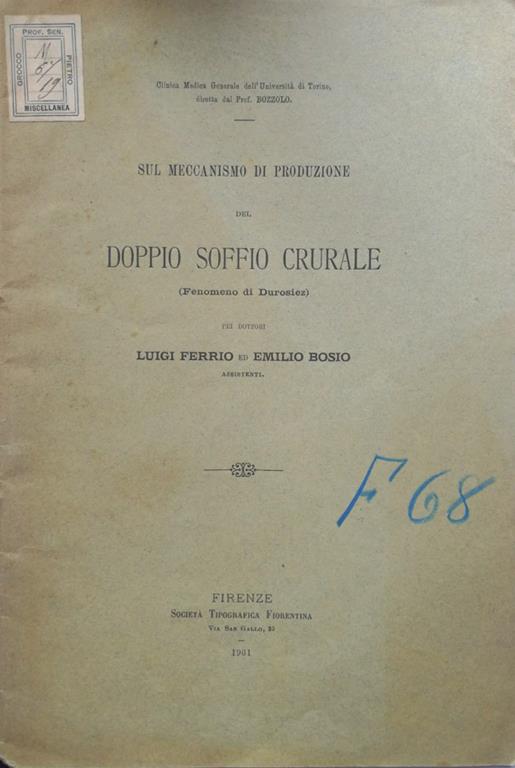 PROF. SEN.
GROCCO
PIETRO
M
67
19
MISCELLANEA
Clinica Medica Generale dell'Università di Torino,
diretta dal Prof. BOZZOLO.
SUL MECCANISMO DI PRODUZIONE
DEL
DOPPIO SOFFIO CRURALE
(Fenomeno di Durosiez)
PEI DOTTORI
LUIGI FERRIO ED EMILIO BOSIO
ASSISTENTI.
F 68
FIRENZE
SOCIETÀ TIPOGRAFICA FIORENTINA
VIA SAN GALLO, 33
1901